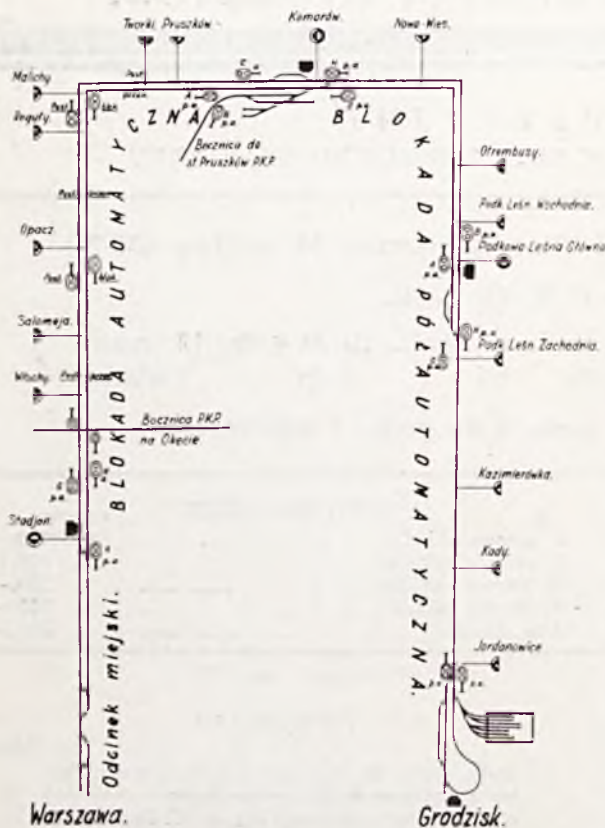 Komorów.
Tworki. Pruszków.
Nowa-Wieś.
Malichy
Reguły.
Bocznica do
st Pruszków P.K.P.
BLOKADA AUTOMATYCZNA
BLOKADA PÓŁAUTOMATYCZNA.
Otrembusy.
Podk Leśn Wschodnia.
Podkowa Leśna Główna
Podk Leśn Zachodnia.
Opacz.
Salomeja.
Włochy.
Bocznica P.K.P.
na Okęcie
Kazimierówka.
Stadjon.
Kady.
Jordanowice
Odcinek miejski.
Warszawa.
Grodzisk.